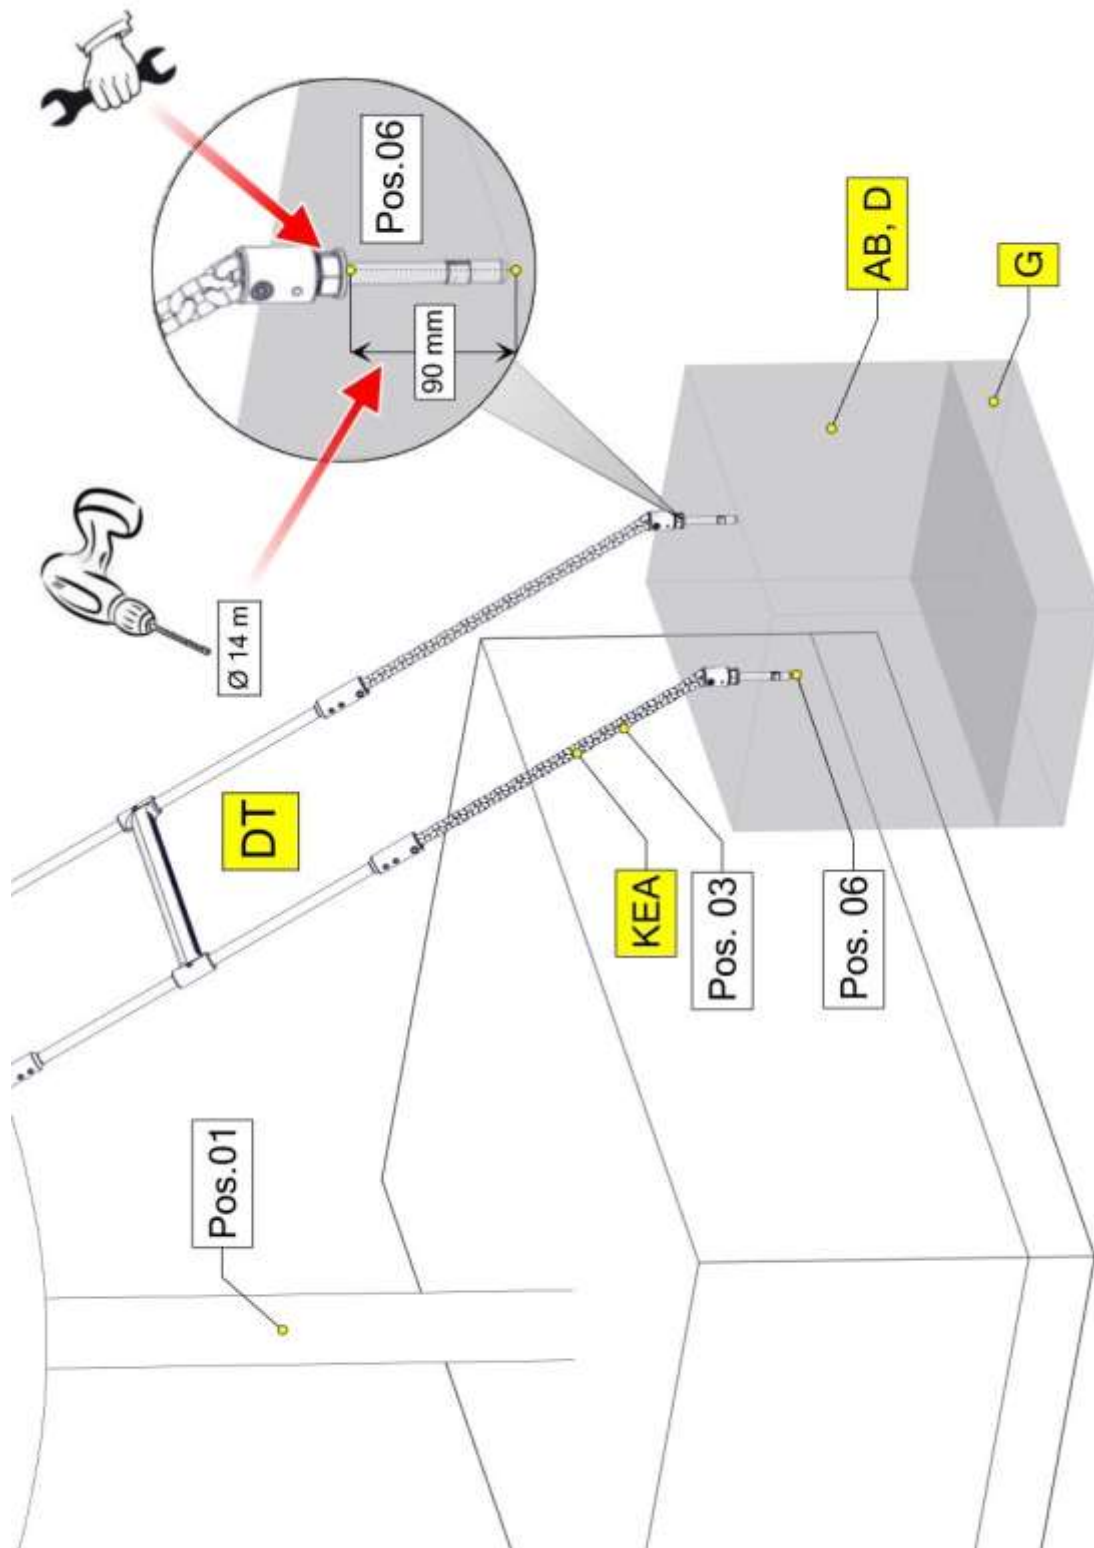 Pos.06
90 mm
Ø 14 m
AB, D
G
DT
KEA
Pos. 03
Pos. 06
Pos.01